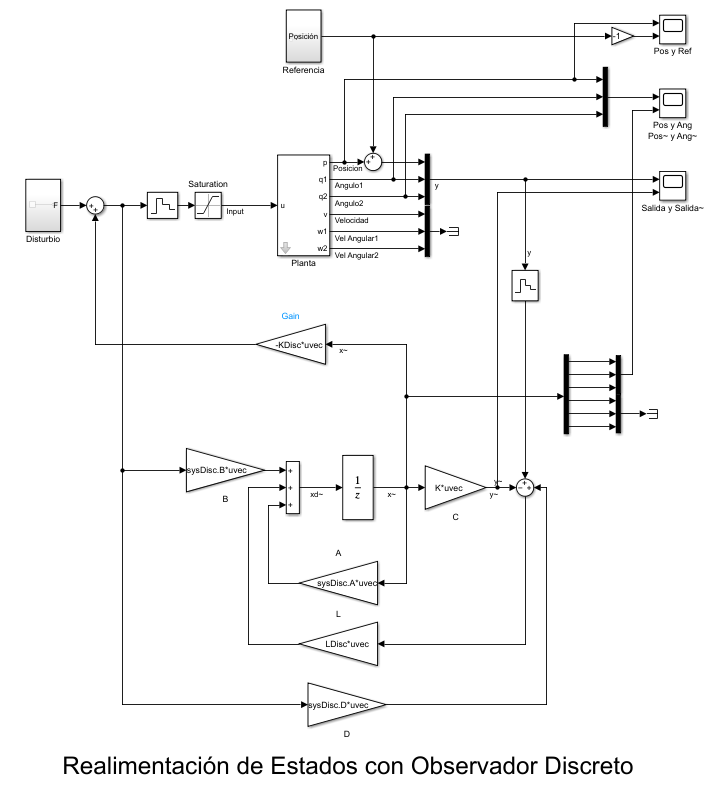 Posición
Referencia
-1
Pos y Ref
Pos y Ang
Pos~ y Ang~
Salida y Salida~
F
Disturbio
+
+
Saturation
Input
u
p
q1
q2
v
w1
w2
Planta
Posicion
Angulo1
Angulo2
Velocidad
Vel Angular1
Vel Angular2
+
+
y
y
Gain
-KDisc*uvec
x~
sysDisc.B*uvec
B
+
+
+
xd~
1
z
x~
K*uvec
C
y~
y~
+
−
+
A
sysDisc.A*uvec
L
LDisc*uvec
sysDisc.D*uvec
D
Realimentación de Estados con Observador Discreto